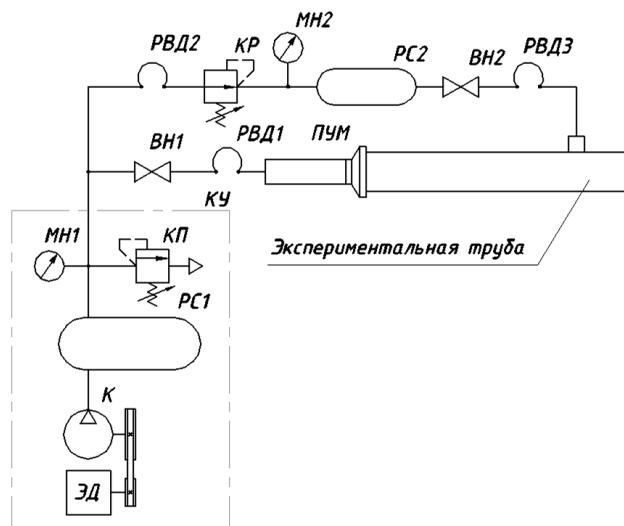 МН2
РВД2
КР
РС2
ВН2
РВД3
ВН1
РВД1
ПУМ
КУ
МН1
КП
Экспериментальная труба
РС1
К
ЭД